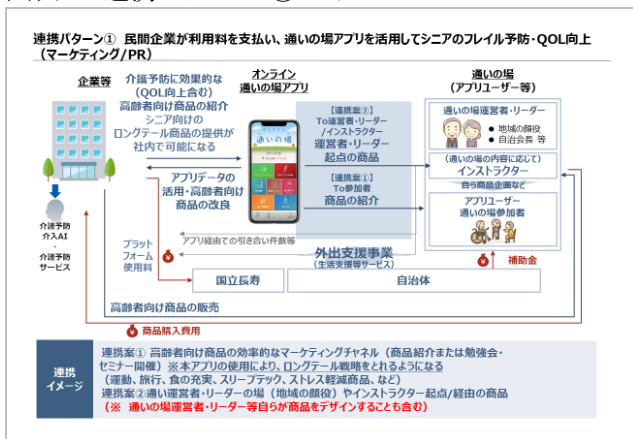 連携パターン① 民間企業が利用料を支払い、通いの場アプリを活用してシニアのフレイル予防・QOL向上
（マーケティング/PR）
企業等
介護予防に効果的な
（QOL向上含む）
高齢者向け商品の紹介
シニア向けの
ロングテール商品の提供が
社内で可能になる
アプリデータの
活用・高齢者向け
商品の改良
オンライン
通いの場アプリ
通いの場
【連携案②】
To運営者・リーダー
/インストラクター
運営者・リーダー
起点の商品
【連携案①】
To参加者
商品の紹介
通いの場
（アプリユーザー等）
通いの場運営者・リーダー
● 地域の顔役
● 自治会長 等
（通いの場の内容に応じて）
インストラクター
自ら商品企画など
アプリユーザー
通いの場参加者
介護予防
介入AI
・
介護予防
サービス
プラット
フォーム
使用料
アプリ経由での引き合い件数等
外出支援事業
（生活支援等サービス）
補助金
国立長寿
自治体
高齢者向け商品の販売
商品購入費用
連携
イメージ
連携案① 高齢者向け商品の効率的なマーケティングチャネル（商品紹介または勉強会・
セミナー開催）※本アプリの使用により、ロングテール戦略をとれるようになる
（運動、旅行、食の充実、スリープテック、ストレス軽減商品、など）
連携案②通い運営者・リーダーの場（地域の顔役）やインストラクター起点/経由の商品
（※ 通いの場運営者・リーダー等自らが商品をデザインすることも含む）